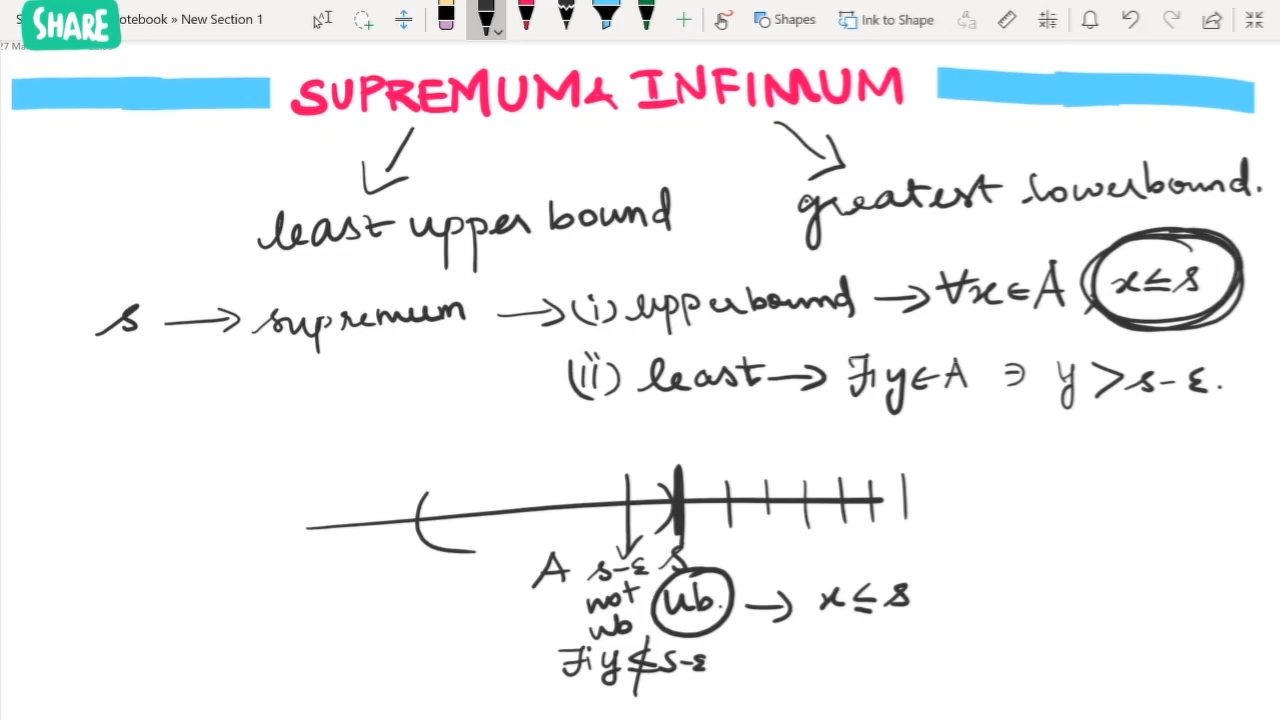 SHARE
otebook » New Section 1
Shapes
Ink to Shape
SUPREMUM & INFIMUM
least upper bound
greatest lowerbound.
s → supremum → (i) upperbound → ∀x ∈ A x ≤ s
(ii) least → ∃ y ∈ A ∋ y > s - ε.
A s-ε s
not
ub
ub. → x ≤ s
∃ y ≰ s-ε